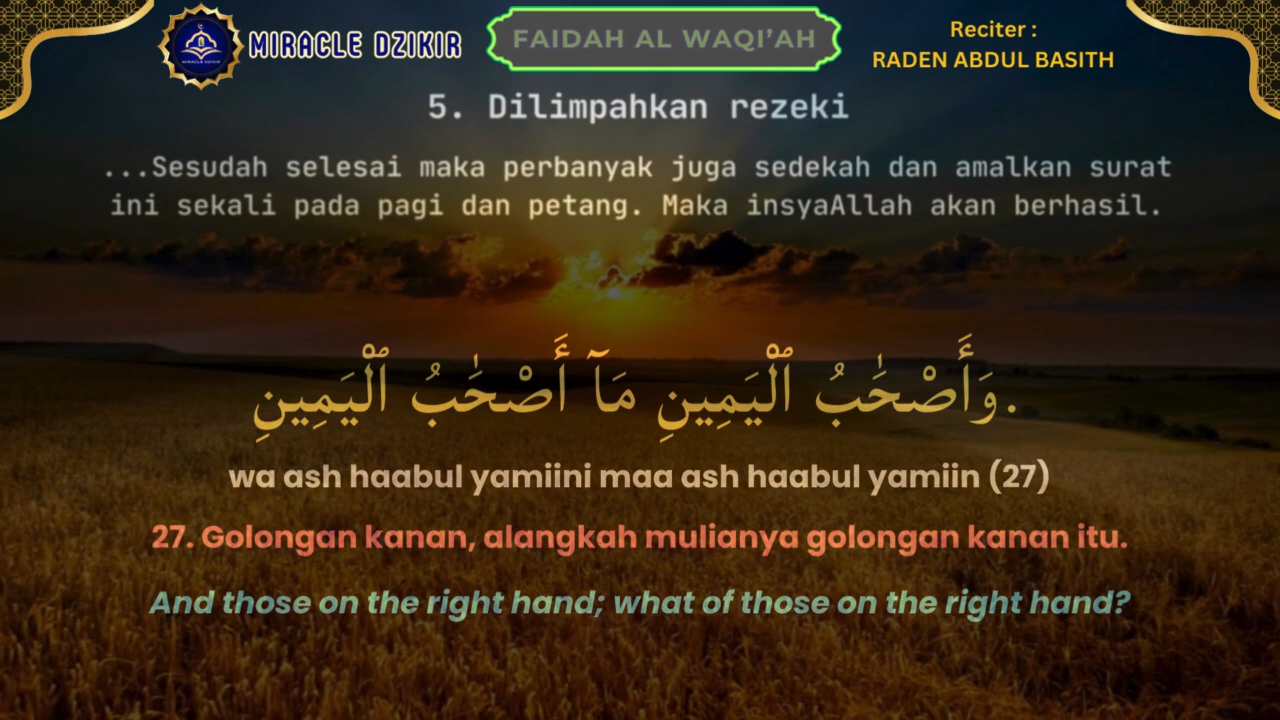 MIRACLE DZIKIR
FAIDAH AL WAQI'AH
Reciter :
RADEN ABDUL BASITH
5. Dilimpahkan rezeki
...Sesudah selesai maka perbanyak juga sedekah dan amalkan surat
ini sekali pada pagi dan petang. Maka insyaAllah akan berhasil.
وَأَصْحَٰبُ ٱلْيَمِينِ مَآ أَصْحَٰبُ ٱلْيَمِينِ.
wa ash haabul yamiini maa ash haabul yamiin (27)
27. Golongan kanan, alangkah mulianya golongan kanan itu.
And those on the right hand; what of those on the right hand?